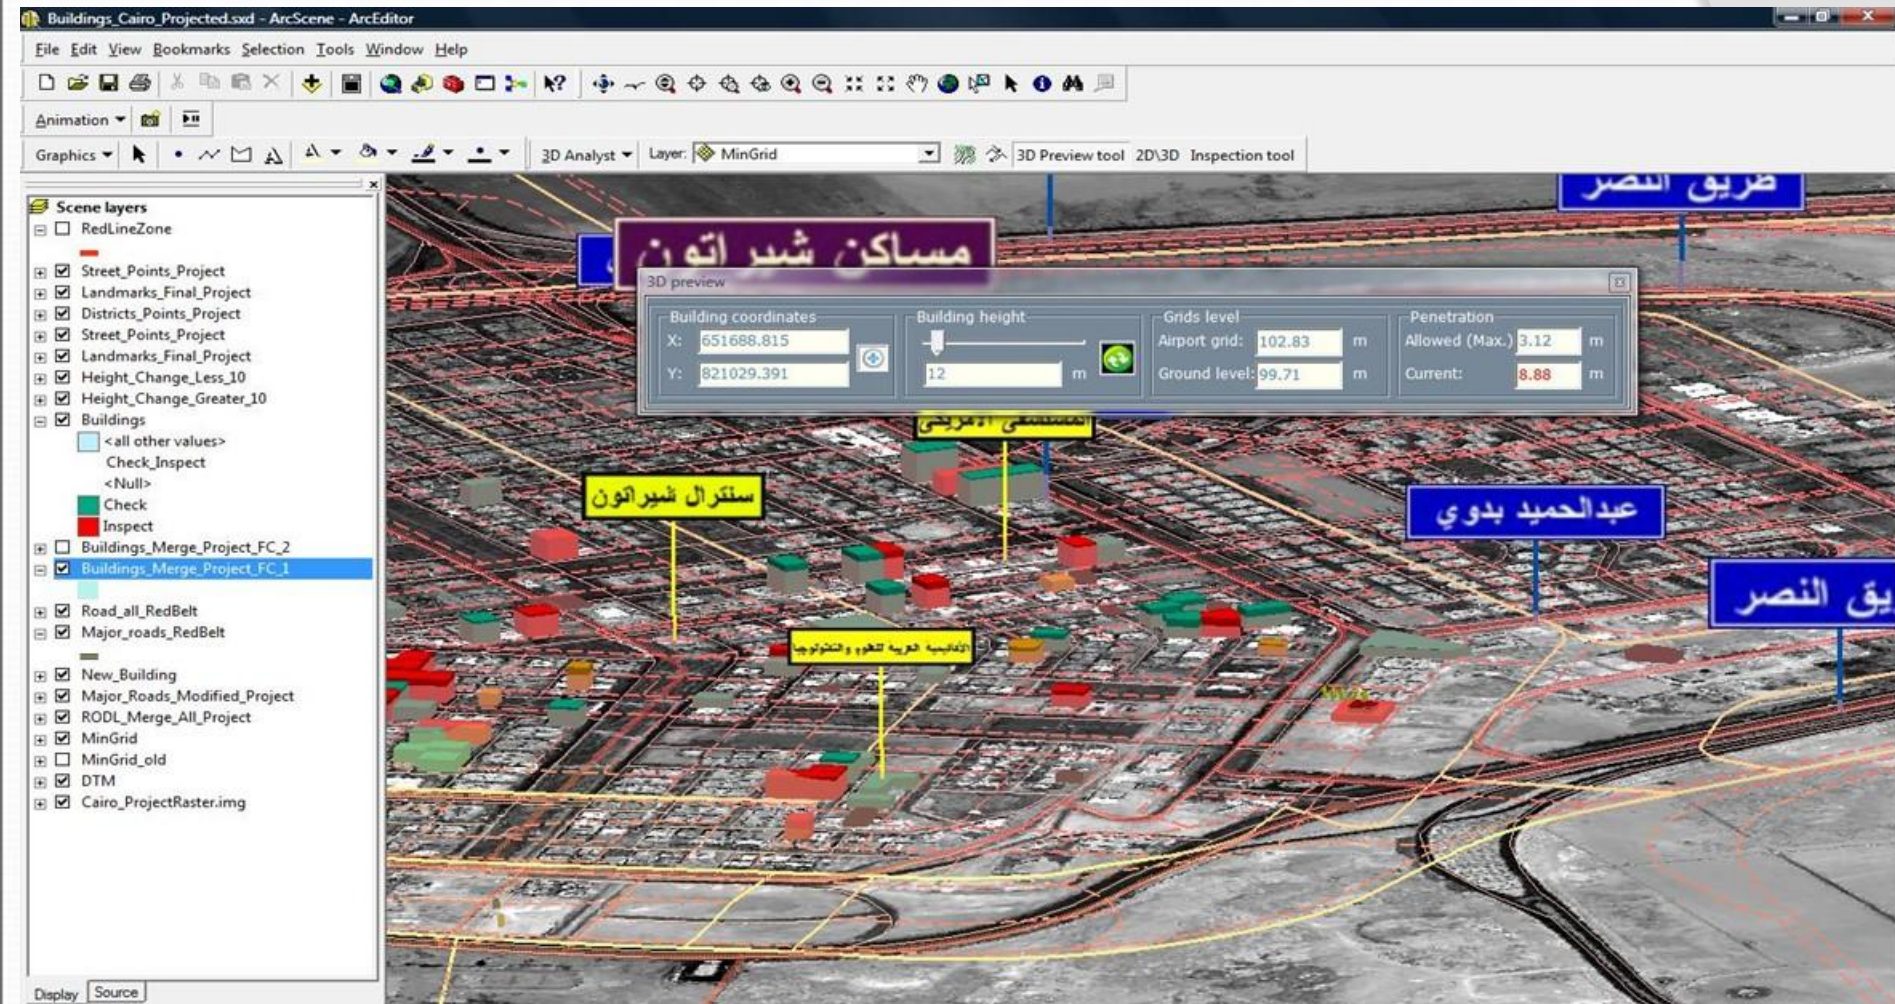 Buildings_Cairo_Projected.sxd - ArcScene - ArcEditor
File Edit View Bookmarks Selection Tools Window Help
Animation
Graphics 3D Analyst Layer: MinGrid 3D Preview tool 2D\3D Inspection tool
Scene layers
RedLineZone
Street_Points_Project
Landmarks_Final_Project
Districts_Points_Project
Street_Points_Project
Landmarks_Final_Project
Height_Change_Less_10
Height_Change_Greater_10
Buildings
<all other values>
Check_Inspect
<Null>
Check
Inspect
Buildings_Merge_Project_FC_2
Buildings_Merge_Project_FC_1
Road_all_RedBelt
Major_roads_RedBelt
New_Building
Major_Roads_Modified_Project
RODL_Merge_All_Project
MinGrid
MinGrid_old
DTM
Cairo_ProjectRaster.img
Display Source
طريق النصر
مساكن شيراتون
3D preview
Building coordinates Building height Grids level Penetration
X: 651688.815 Airport grid: 102.83 m Allowed (Max.) 3.12 m
Y: 821029.391 12 m Ground level: 99.71 m Current: 8.88 m
المستشفى الامريكى
سنترال شيراتون
عبدالحميد بدوي
يق النصر
الأكاديمية العربية للعلوم والتكنولوجيا